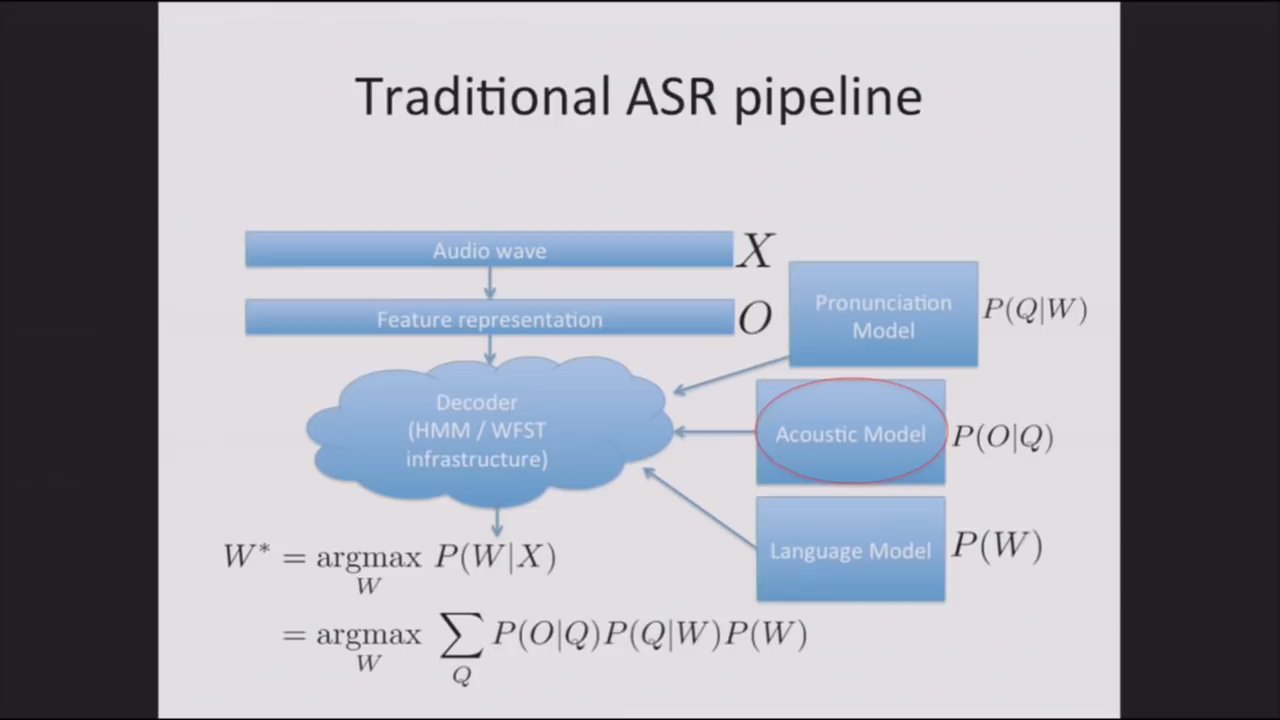 Traditional ASR pipeline
Audio wave
X
Feature representation
O
Pronunciation
Model
P(Q|W)
Decoder
(HMM / WFST
infrastructure)
Acoustic Model
P(O|Q)
Language Model
P(W)
W* = argmax P(W|X)
W
= argmax ∑ P(O|Q)P(Q|W)P(W)
W Q